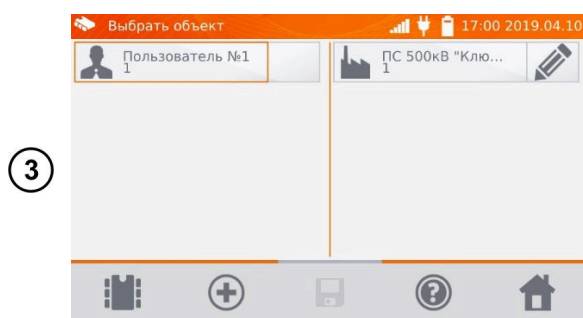 Выбрать объект 17:00 2019.04.10
Пользователь №1
1
ПС 500кВ "Клю...
1
3